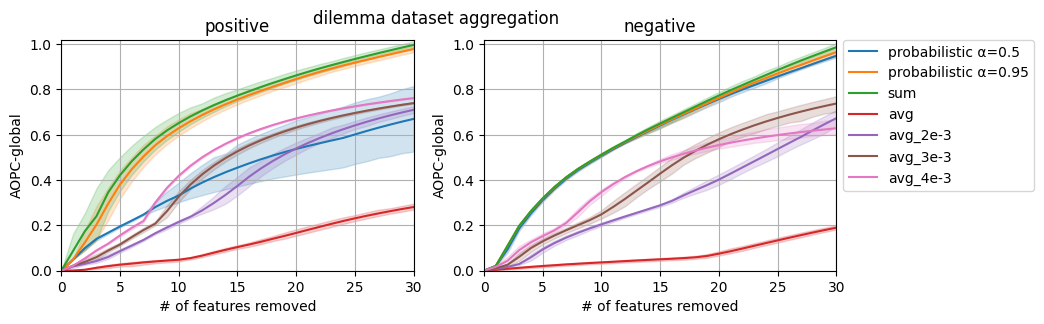 dilemma dataset aggregation
positive
AOPC-global
1.0
0.8
0.6
0.4
0.2
0.0
0 5 10 15 20 25 30
# of features removed
negative
AOPC-global
1.0
0.8
0.6
0.4
0.2
0.0
0 5 10 15 20 25 30
# of features removed
probabilistic α=0.5
probabilistic α=0.95
sum
avg
avg_2e-3
avg_3e-3
avg_4e-3